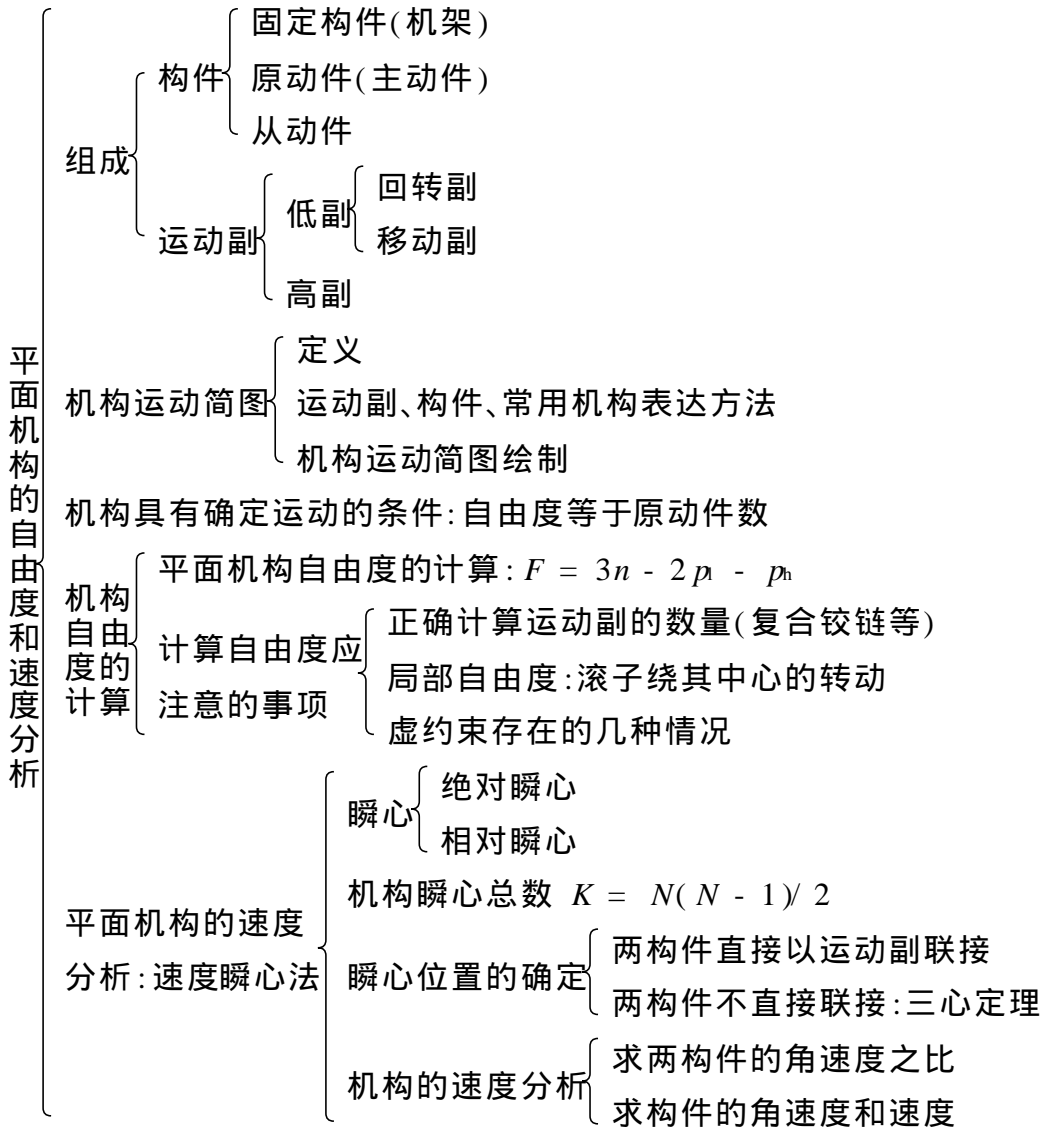 平面机构的自由度和速度分析
组成
构件
固定构件(机架)
原动件(主动件)
从动件
运动副
低副
回转副
移动副
高副
机构运动简图
定义
运动副、构件、常用机构表达方法
机构运动简图绘制
机构具有确定运动的条件:自由度等于原动件数
机构
自由
度的
计算
平面机构自由度的计算: F = 3n - 2pl - ph
计算自由度应
注意的事项
正确计算运动副的数量(复合铰链等)
局部自由度:滚子绕其中心的转动
虚约束存在的几种情况
平面机构的速度
分析:速度瞬心法
瞬心
绝对瞬心
相对瞬心
机构瞬心总数 K = N(N - 1)/2
瞬心位置的确定
两构件直接以运动副联接
两构件不直接联接:三心定理
机构的速度分析
求两构件的角速度之比
求构件的角速度和速度